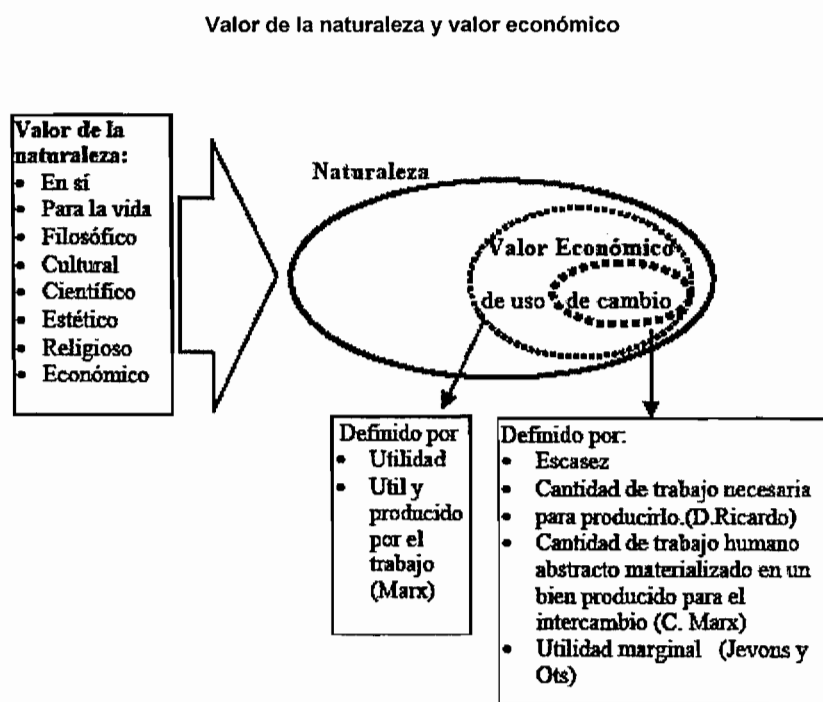 Valor de la naturaleza y valor económico
Valor de la
naturaleza:
• En sí
• Para la vida
• Filosófico
• Cultural
• Científico
• Estético
• Religioso
• Económico
Naturaleza
Valor Económico
de uso de cambio
Definido por
• Utilidad
• Util y
producido
por el
trabajo
(Marx)
Definido por:
• Escasez
• Cantidad de trabajo necesaria
• para producirlo.(D.Ricardo)
• Cantidad de trabajo humano
abstracto materializado en un
bien producido para el
intercambio (C. Marx)
• Utilidad marginal (Jevons y
Ots)